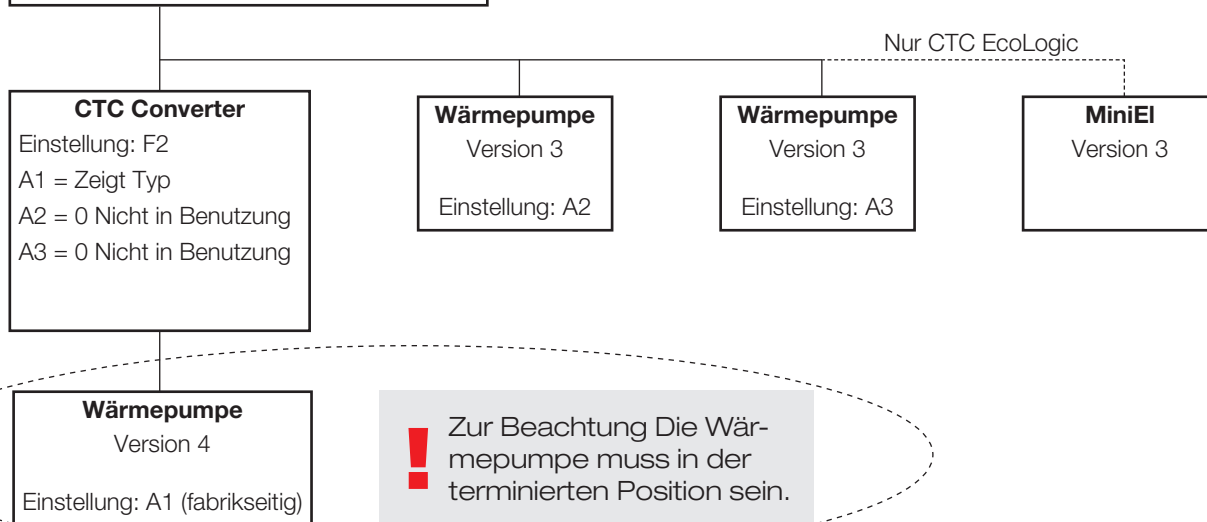 Nur CTC EcoLogic
CTC Converter
Einstellung: F2
A1 = Zeigt Typ
A2 = 0 Nicht in Benutzung
A3 = 0 Nicht in Benutzung
Wärmepumpe
Version 3
Einstellung: A2
Wärmepumpe
Version 3
Einstellung: A3
MiniEl
Version 3
Wärmepumpe
Version 4
Einstellung: A1 (fabrikseitig)
! Zur Beachtung Die Wär-
mepumpe muss in der
terminierten Position sein.